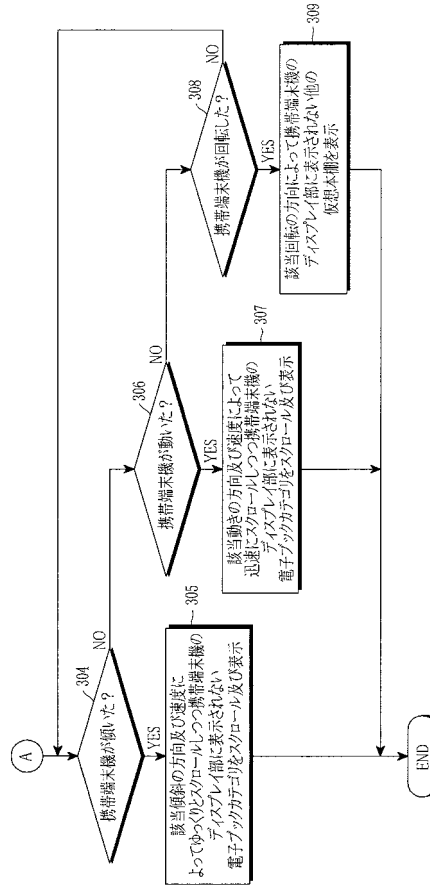 A
304
携帯端末機が傾いた?
NO
YES
305
該当傾斜の方向及び速度に
よってゆっくりとスクロールしつつ携帯端末機の
ディスプレイ部に表示されない
電子ブックカテゴリをスクロール及び表示
306
携帯端末機が動いた?
NO
YES
307
該当動きの方向及び速度によって
迅速にスクロールしつつ携帯端末機の
ディスプレイ部に表示されない
電子ブックカテゴリをスクロール及び表示
308
携帯端末機が回転した?
NO
YES
309
該当回転の方向によって携帯端末機の
ディスプレイ部に表示されない他の
仮想本棚を表示
END